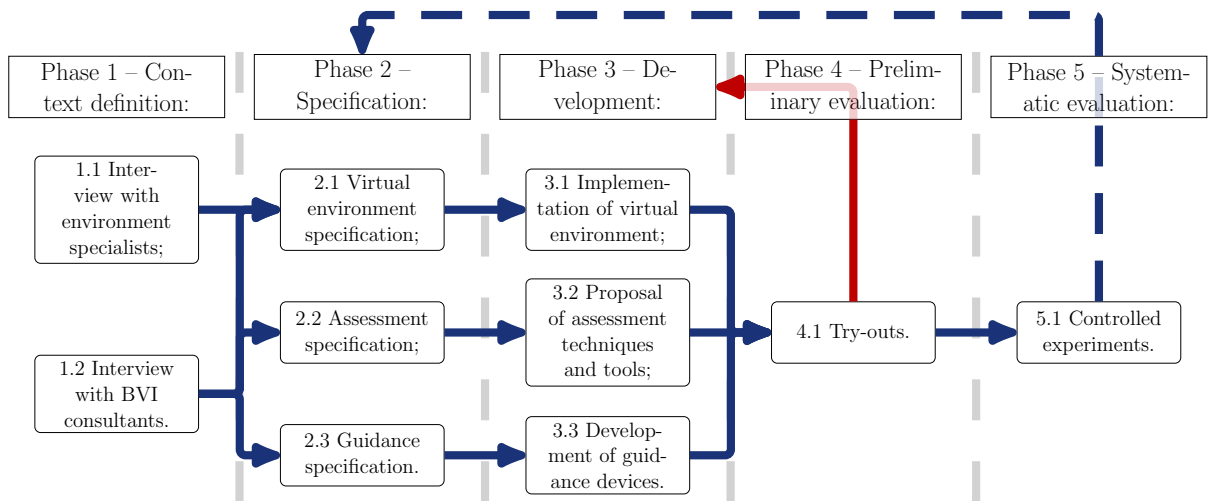 Phase 1 – Con-
text definition:
Phase 2 –
Specification:
Phase 3 – De-
velopment:
Phase 4 – Prelim-
inary evaluation:
Phase 5 – System-
atic evaluation:
1.1 Inter-
view with
environment
specialists;
1.2 Interview
with BVI
consultants.
2.1 Virtual
environment
specification;
2.2 Assessment
specification;
2.3 Guidance
specification.
3.1 Implemen-
tation of virtual
environment;
3.2 Proposal
of assessment
techniques
and tools;
3.3 Develop-
ment of guid-
ance devices.
4.1 Try-outs.
5.1 Controlled
experiments.